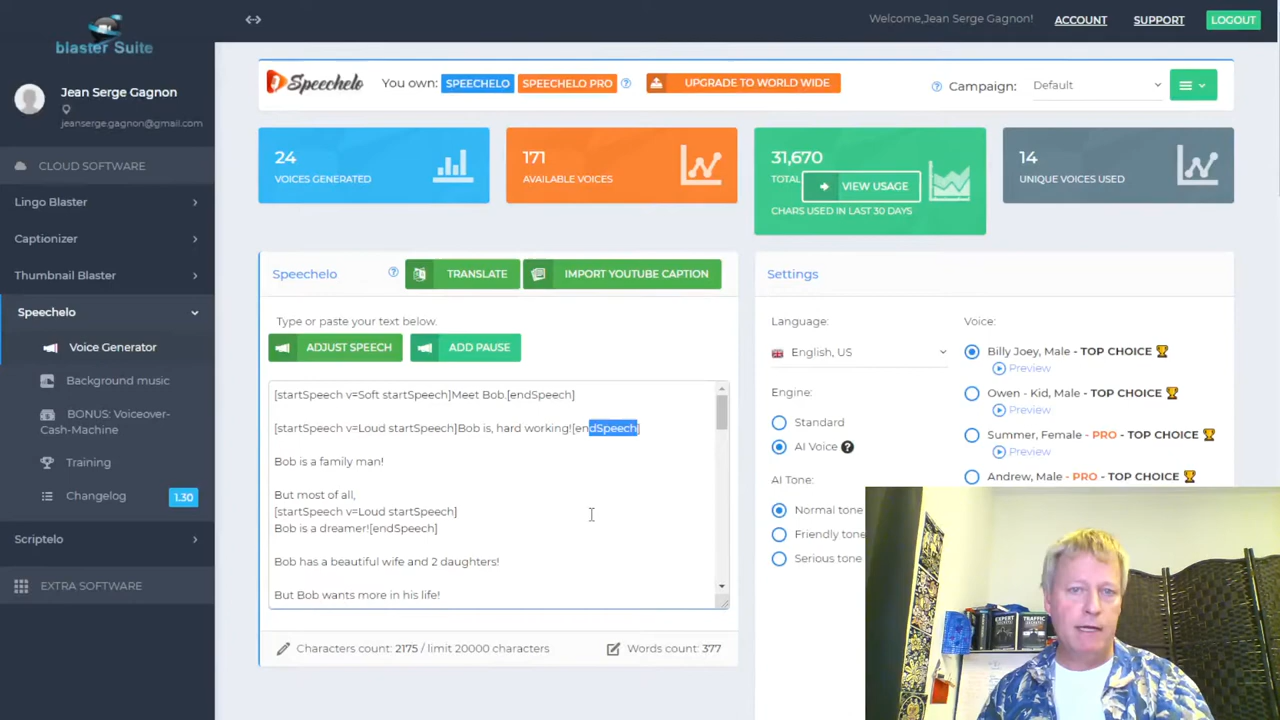 blaster Suite
Welcome,Jean Serge Gagnon!
ACCOUNT
SUPPORT
LOGOUT
Jean Serge Gagnon
jeanserge.gagnon@gmail.com
CLOUD SOFTWARE
Lingo Blaster
Captionizer
Thumbnail Blaster
Speechelo
Voice Generator
Background music
BONUS: Voiceover-
Cash-Machine
Training
Changelog
1.30
Scriptelo
EXTRA SOFTWARE
Speechelo
You own:
SPEECHELO
SPEECHELO PRO
UPGRADE TO WORLD WIDE
Campaign:
Default
24
VOICES GENERATED
171
AVAILABLE VOICES
31,670
TOTAL
VIEW USAGE
CHARS USED IN LAST 30 DAYS
14
UNIQUE VOICES USED
Speechelo
TRANSLATE
IMPORT YOUTUBE CAPTION
Type or paste your text below.
ADJUST SPEECH
ADD PAUSE
[startSpeech v=Soft startSpeech]Meet Bob.[endSpeech]
[startSpeech v=Loud startSpeech]Bob is, hard working![endSpeech]
Bob is a family man!
But most of all,
[startSpeech v=Loud startSpeech]
Bob is a dreamer![endSpeech]
Bob has a beautiful wife and 2 daughters!
But Bob wants more in his life!
Characters count: 2175 / limit 20000 characters
Words count: 377
Settings
Language:
English, US
Engine:
Standard
AI Voice
AI Tone:
Normal tone
Friendly tone
Serious tone
Voice:
Billy Joey, Male - TOP CHOICE
Preview
Owen - Kid, Male - TOP CHOICE
Preview
Summer, Female - PRO - TOP CHOICE
Preview
Andrew, Male - PRO - TOP CHOICE
EXPERT
SECRETS
TRAFFIC
SECRETS